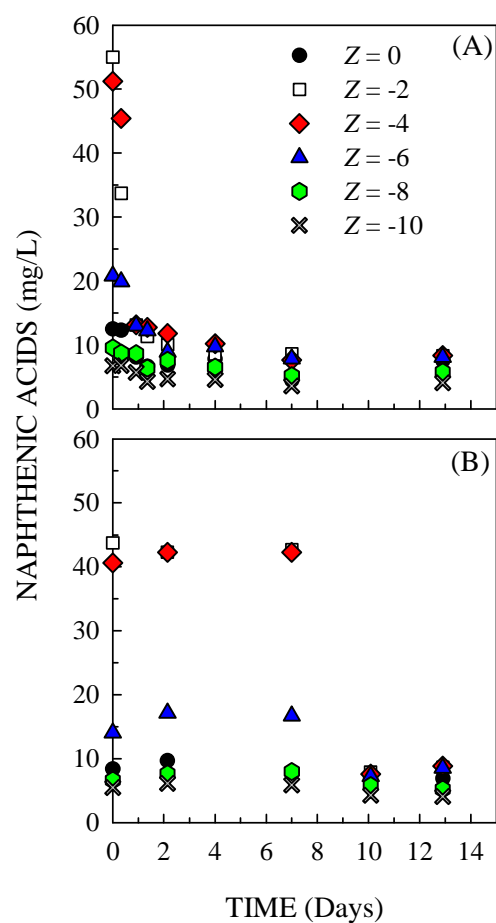 60
(A)
Z = 0
50
Z = -2
Z = -4
40
Z = -6
Z = -8
30
Z = -10
20
10
0
NAPHTHENIC ACIDS (mg/L)
60
(B)
50
40
30
20
10
0
0 2 4 6 8 10 12 14
TIME (Days)